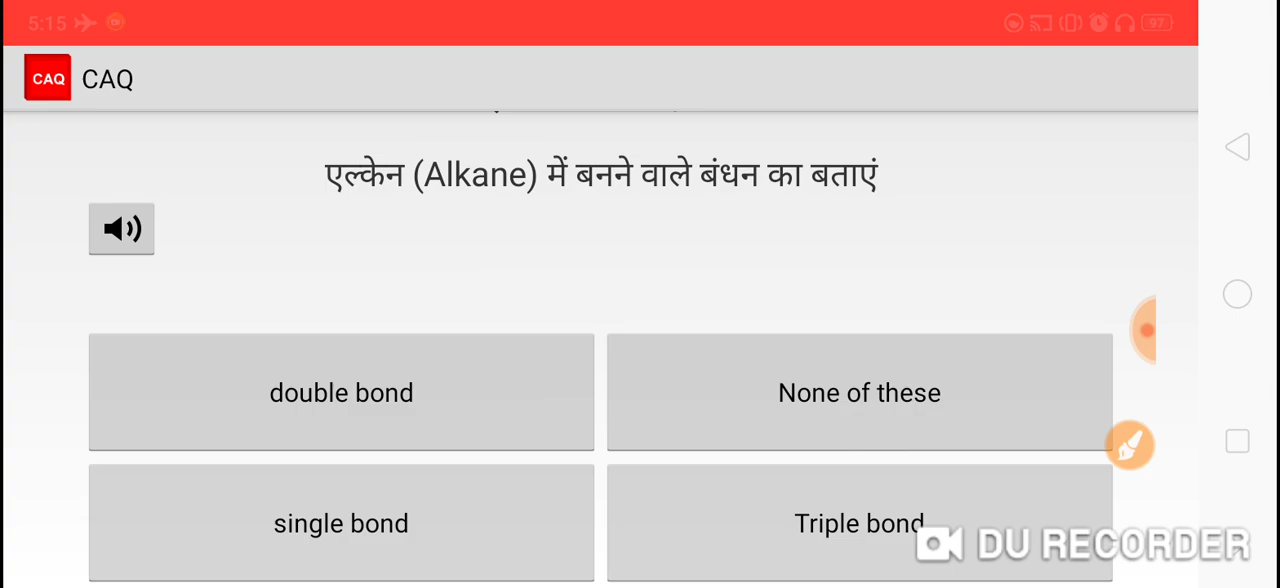 5:15
97
CAQ CAQ
एल्केन (Alkane) में बनने वाले बंधन का बताएं
double bond None of these
single bond Triple bond
DU RECORDER